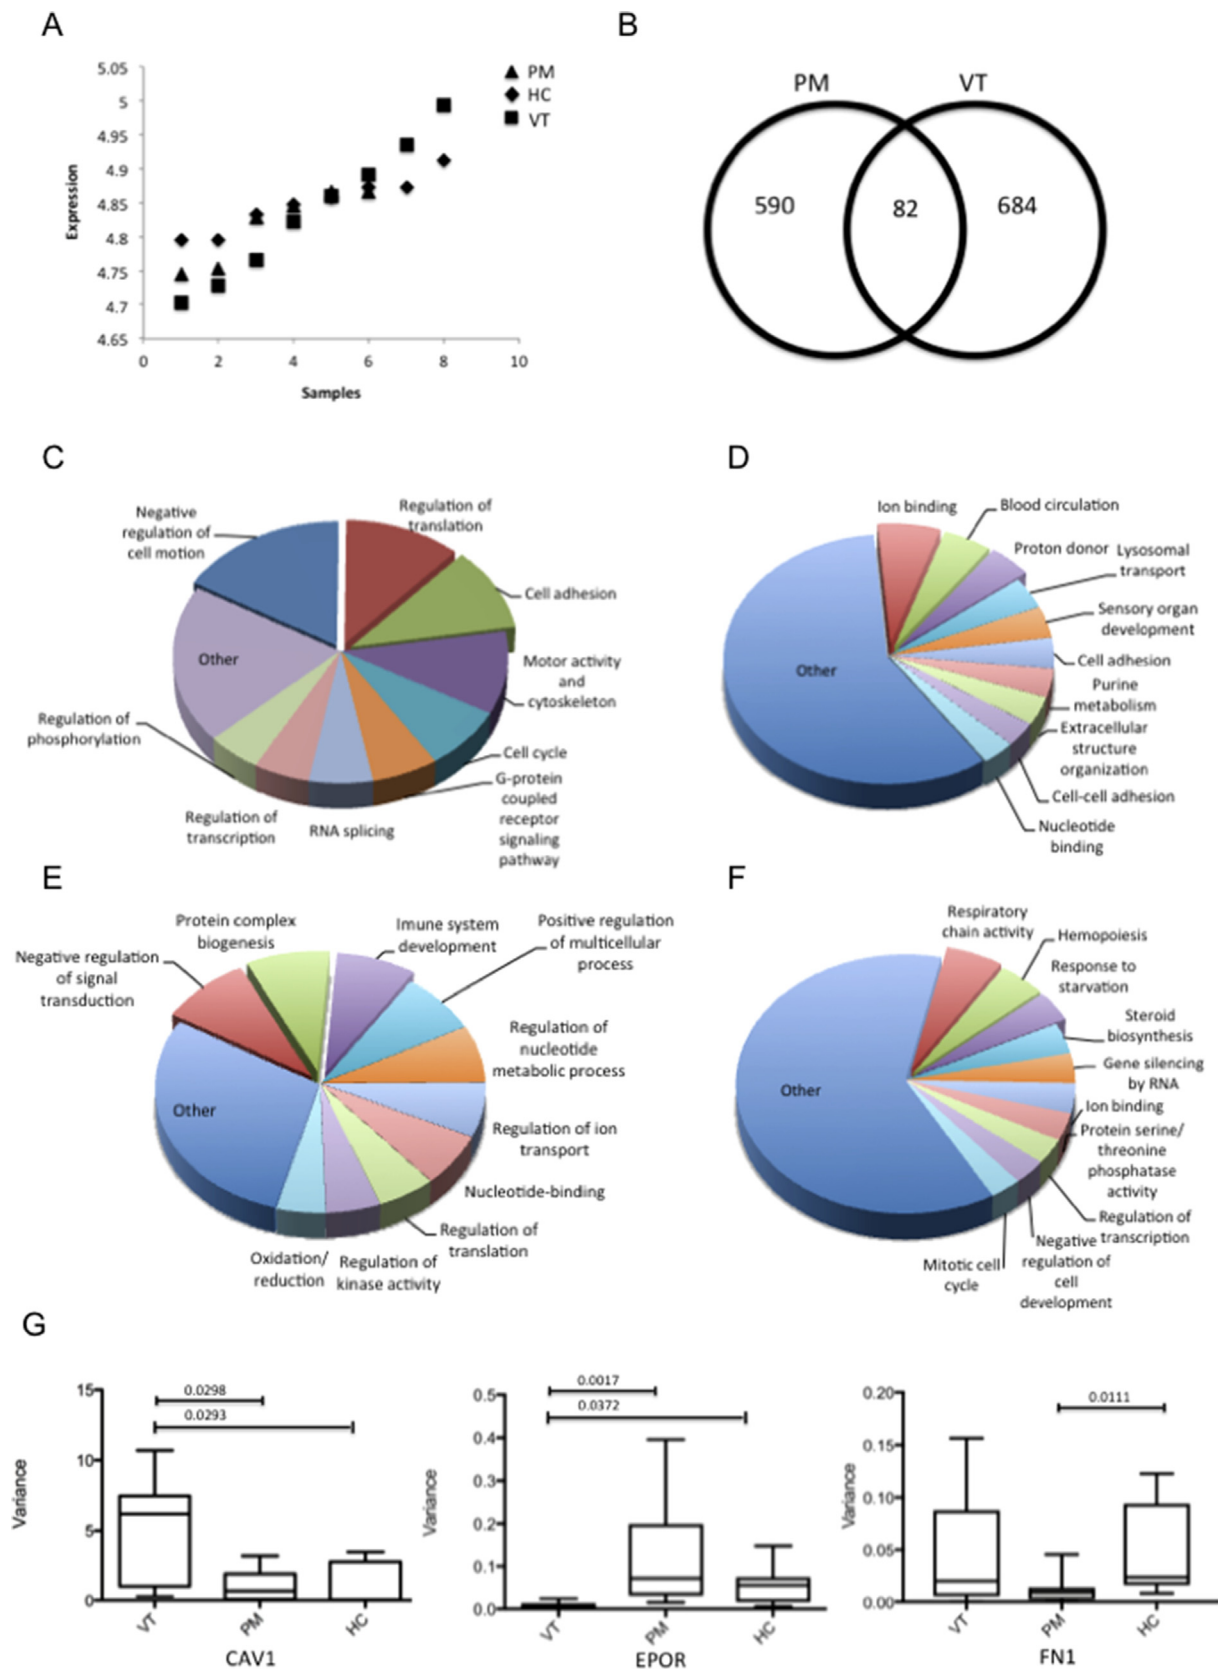 A
5.05
5
4.95
4.9
4.85
4.8
4.75
4.7
4.65
Expression
0 2 4 6 8 10
Samples
PM
HC
VT
B
PM VT
590 82 684
C
Negative
regulation of
cell motion
Regulation of
translation
Cell adhesion
Motor activity
and
cytoskeleton
Cell cycle
G-protein
coupled
receptor
signaling
pathway
RNA splicing
Regulation of
transcription
Regulation of
phosphorylation
Other
D
Ion binding
Blood circulation
Proton donor
Lysosomal
transport
Sensory organ
development
Cell adhesion
Purine
metabolism
Extracellular
structure
organization
Cell-cell adhesion
Nucleotide
binding
Other
E
Negative regulation
of signal
transduction
Protein complex
biogenesis
Imune system
development
Positive regulation
of multicellular
process
Regulation of
nucleotide
metabolic process
Regulation of ion
transport
Nucleotide-binding
Regulation of
translation
Regulation of
kinase activity
Oxidation/
reduction
Other
F
Respiratory
chain activity
Hemopoiesis
Response to
starvation
Steroid
biosynthesis
Gene silencing
by RNA
Ion binding
Protein serine/
threonine
phosphatase
activity
Regulation of
transcription
Negative
regulation of
cell
development
Mitotic cell
cycle
Other
G
Variance
15
10
5
0
0.0298
0.0293
VT PM HC
CAV1
Variance
0.5
0.4
0.3
0.2
0.1
0.0
0.0017
0.0372
VT PM HC
EPOR
Variance
0.20
0.15
0.10
0.05
0.00
0.0111
VT PM HC
FN1